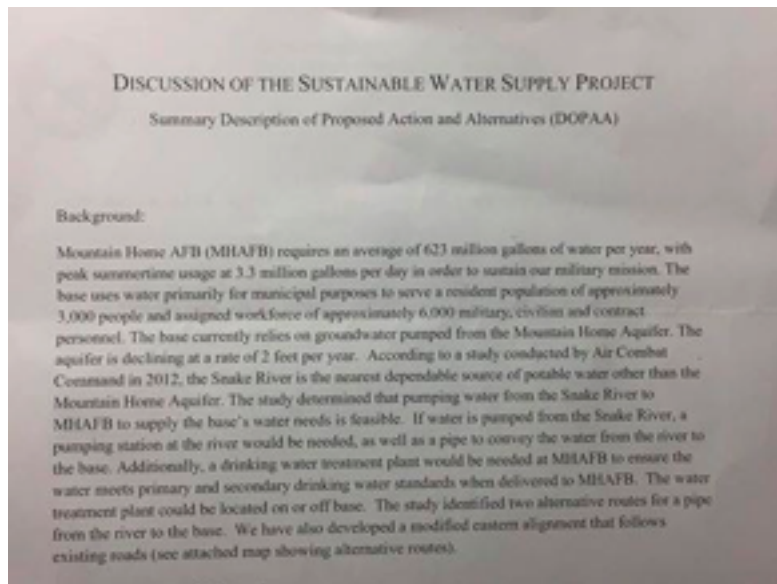 DISCUSSION OF THE SUSTAINABLE WATER SUPPLY PROJECT
Summary Description of Proposed Action and Alternatives (DOPAA)
Background:
Mountain Home AFB (MHAFB) requires an average of 623 million gallons of water per year, with
peak summertime usage at 3.3 million gallons per day in order to sustain our military mission. The
base uses water primarily for municipal purposes to serve a resident population of approximately
3,000 people and assigned workforce of approximately 6,000 military, civilian and contract
personnel. The base currently relies on groundwater pumped from the Mountain Home Aquifer. The
aquifer is declining at a rate of 2 feet per year. According to a study conducted by Air Combat
Command in 2012, the Snake River is the nearest dependable source of potable water other than the
Mountain Home Aquifer. The study determined that pumping water from the Snake River to
MHAFB to supply the base's water needs is feasible. If water is pumped from the Snake River, a
pumping station at the river would be needed, as well as a pipe to convey the water from the river to
the base. Additionally, a drinking water treatment plant would be needed at MHAFB to ensure the
water meets primary and secondary drinking water standards when delivered to MHAFB. The water
treatment plant could be located on or off base. The study identified two alternative routes for a pipe
from the river to the base. We have also developed a modified eastern alignment that follows
existing roads (see attached map showing alternative routes).